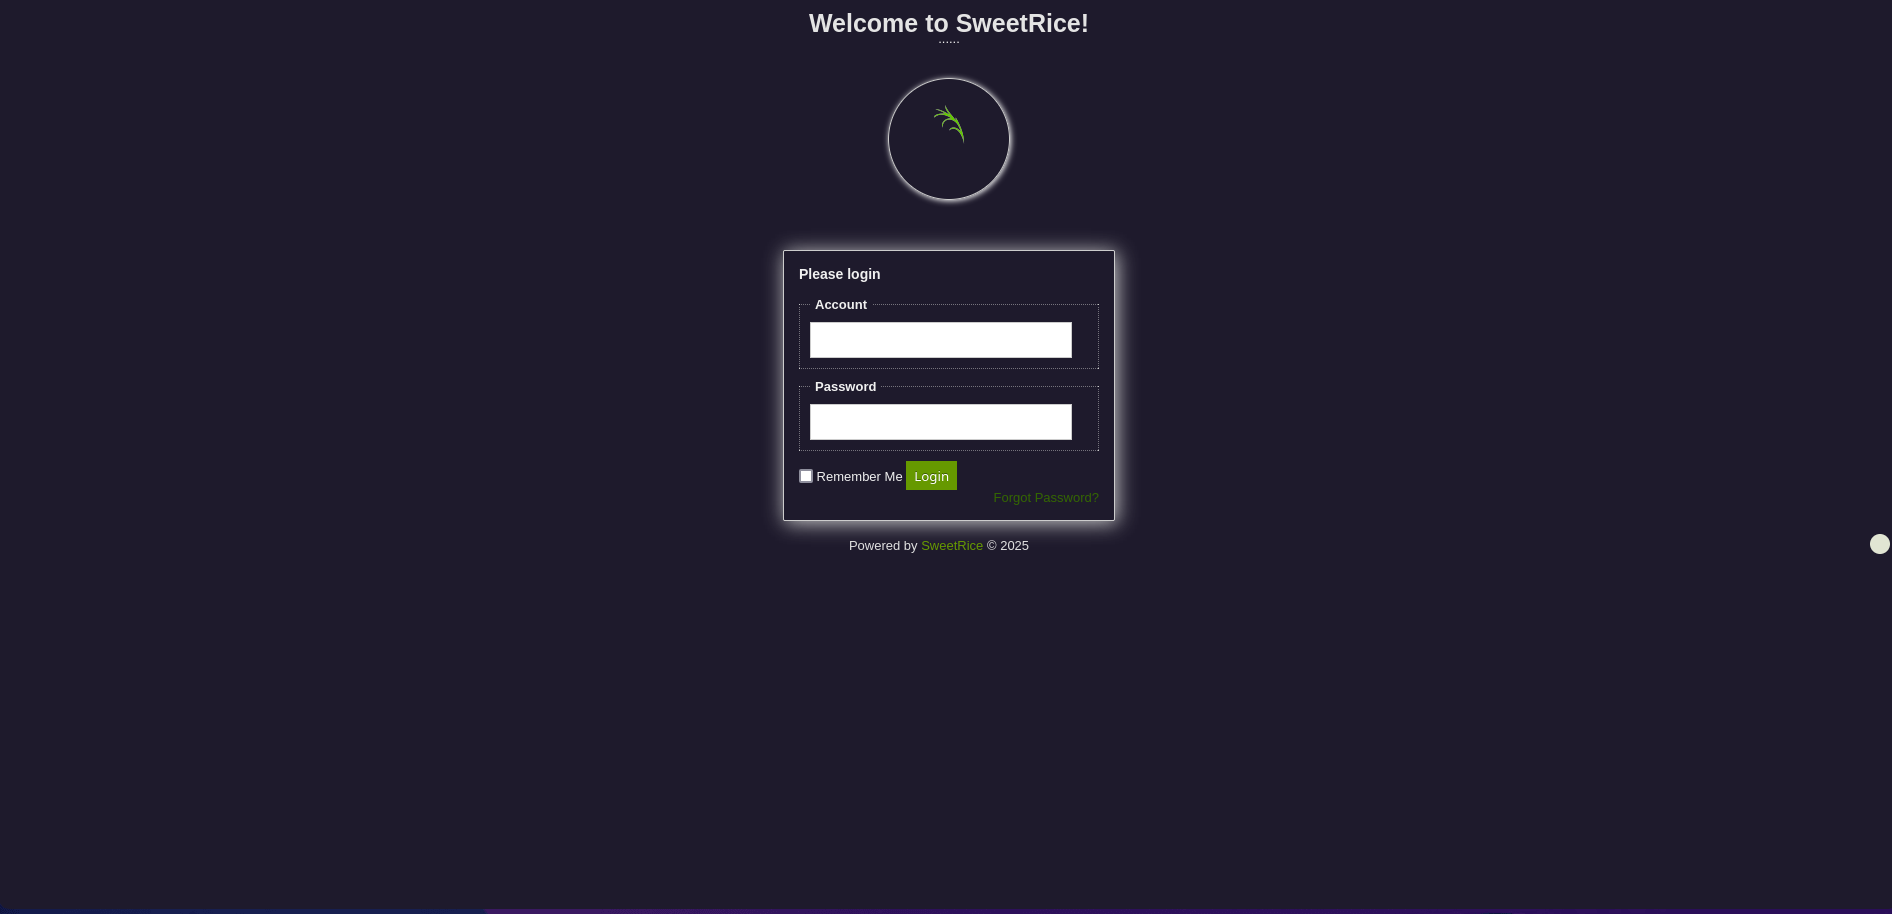 Welcome to SweetRice!
......
Please login
Account
Password
Remember Me Login
Forgot Password?
Powered by SweetRice © 2025